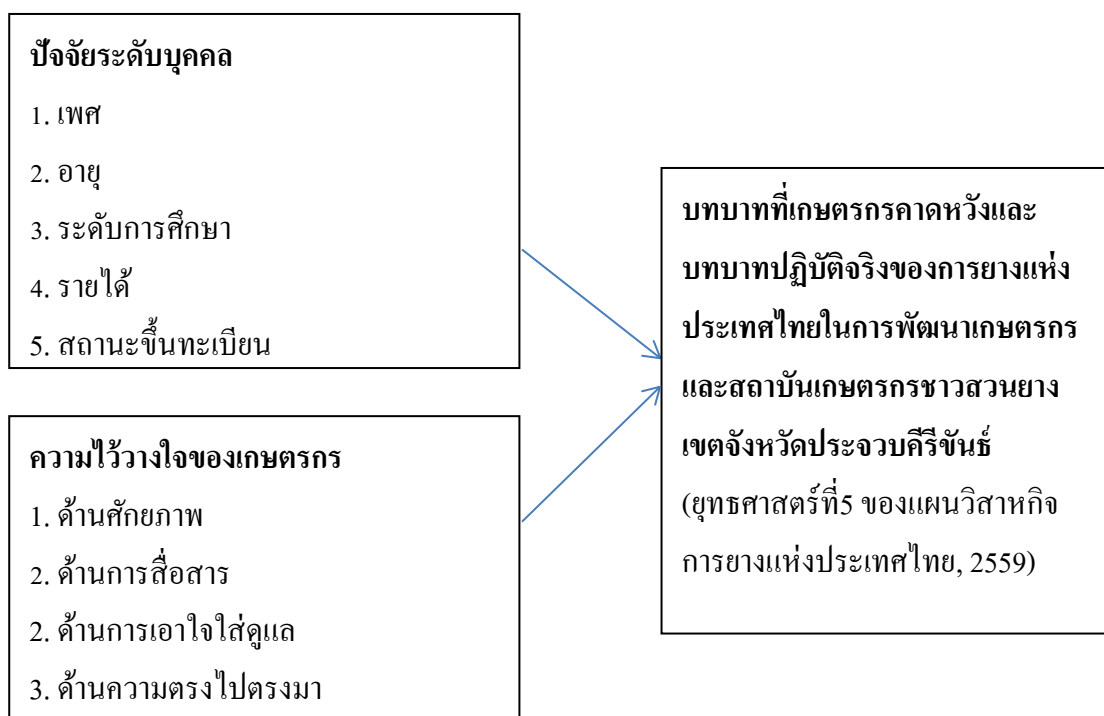 ปัจจัยระดับบุคคล
1. เพศ
2. อายุ
3. ระดับการศึกษา
4. รายได้
5. สถานะขึ้นทะเบียน
ความไว้วางใจของเกษตรกร
1. ด้านศักยภาพ
2. ด้านการสื่อสาร
2. ด้านการเอาใจใส่ดูแล
3. ด้านความตรงไปตรงมา
บทบาทที่เกษตรกรคาดหวังและ
บทบาทปฏิบัติจริงของการยางแห่ง
ประเทศไทยในการพัฒนาเกษตรกร
และสถาบันเกษตรกรชาวสวนยาง
เขตจังหวัดประจวบคีรีขันธ์
(ยุทธศาสตร์ที่5 ของแผนวิสาหกิจ
การยางแห่งประเทศไทย, 2559)